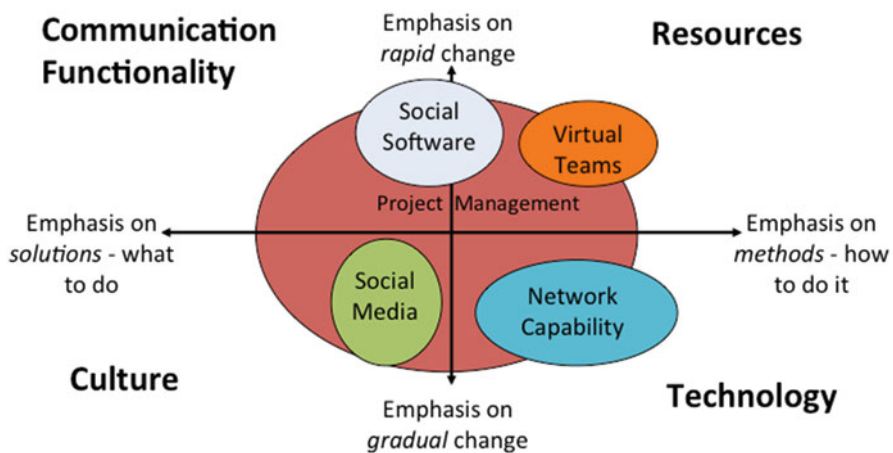 Communication
Functionality
Emphasis on
rapid change
Resources
Social
Software
Virtual
Teams
Project Management
Emphasis on
solutions - what
to do
Emphasis on
methods - how
to do it
Social
Media
Network
Capability
Culture
Emphasis on
gradual change
Technology